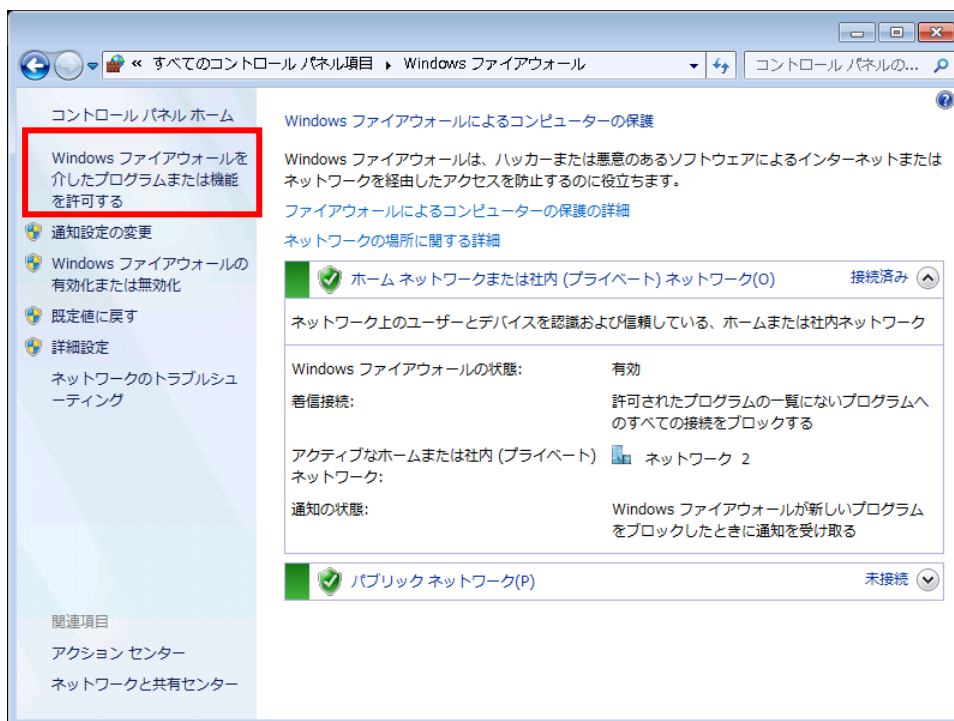 « すべてのコントロール パネル項目 ▸ Windows ファイアウォール
コントロール パネルの...
コントロール パネル ホーム
Windows ファイアウォールを
介したプログラムまたは機能
を許可する
通知設定の変更
Windows ファイアウォールの
有効化または無効化
既定値に戻す
詳細設定
ネットワークのトラブルシュ
ーティング
関連項目
アクション センター
ネットワークと共有センター
Windows ファイアウォールによるコンピューターの保護
Windows ファイアウォールは、ハッカーまたは悪意のあるソフトウェアによるインターネットまたは
ネットワークを経由したアクセスを防止するのに役立ちます。
ファイアウォールによるコンピューターの保護の詳細
ネットワークの場所に関する詳細
ホーム ネットワークまたは社内 (プライベート) ネットワーク(O) 接続済み
ネットワーク上のユーザーとデバイスを認識および信頼している、ホームまたは社内ネットワーク
Windows ファイアウォールの状態: 有効
着信接続: 許可されたプログラムの一覧にないプログラムへ
のすべての接続をブロックする
アクティブなホームまたは社内 (プライベート) ネットワーク 2
ネットワーク:
通知の状態: Windows ファイアウォールが新しいプログラム
をブロックしたときに通知を受け取る
パブリック ネットワーク(P) 未接続